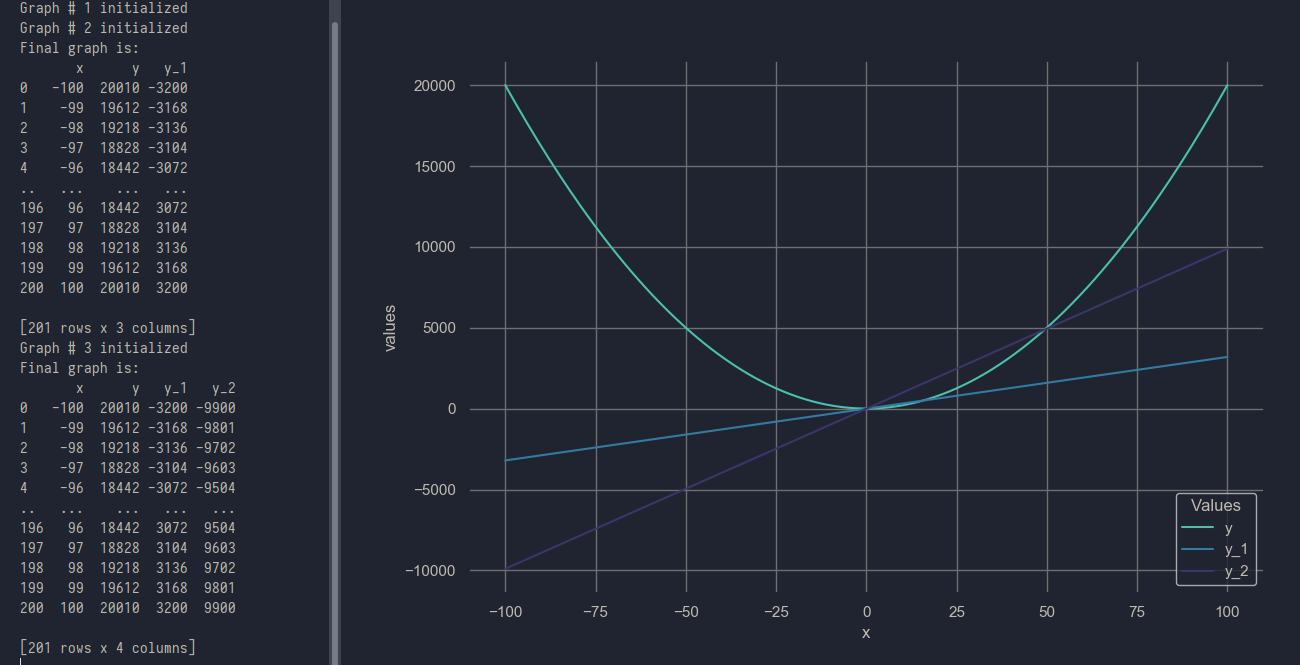 Graph # 1 initialized
Graph # 2 initialized
Final graph is:
       x      y   y_1
0   -100  20010 -3200
1    -99  19612 -3168
2    -98  19218 -3136
3    -97  18828 -3104
4    -96  18442 -3072
..   ...    ...   ...
196   96  18442  3072
197   97  18828  3104
198   98  19218  3136
199   99  19612  3168
200  100  20010  3200
[201 rows x 3 columns]
Graph # 3 initialized
Final graph is:
       x      y   y_1   y_2
0   -100  20010 -3200 -9900
1    -99  19612 -3168 -9801
2    -98  19218 -3136 -9702
3    -97  18828 -3104 -9603
4    -96  18442 -3072 -9504
..   ...    ...   ...   ...
196   96  18442  3072  9504
197   97  18828  3104  9603
198   98  19218  3136  9702
199   99  19612  3168  9801
200  100  20010  3200  9900
[201 rows x 4 columns]
values
20000
15000
10000
5000
0
−5000
−10000
−100 −75 −50 −25 0 25 50 75 100
x
Values
y
y_1
y_2